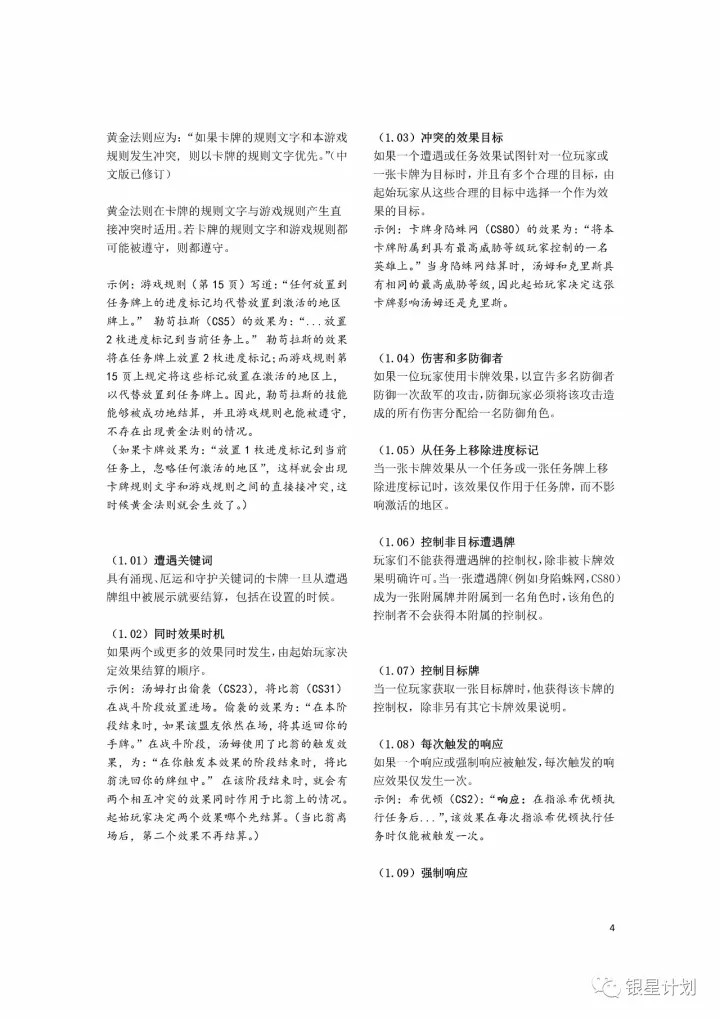 黄金法则应为：“如果卡牌的规则文字和本游戏
规则发生冲突，则以卡牌的规则文字优先。”（中
文版已修订）
黄金法则在卡牌的规则文字与游戏规则产生直
接冲突时适用。若卡牌的规则文字和游戏规则都
可能被遵守，则都遵守。
示例：游戏规则（第 15 页）写道：“任何放置到
任务牌上的进度标记均代替放置到激活的地区
牌上。” 勒苟拉斯（CS5）的效果为：“...放置
2 枚进度标记到当前任务上。” 勒苟拉斯的效果
将在任务牌上放置 2 枚进度标记；而游戏规则第
15 页上规定将这些标记放置在激活的地区上，
以代替放置到任务牌上。因此，勒苟拉斯的技能
能够被成功地结算，并且游戏规则也能被遵守，
不存在出现黄金法则的情况。
（如果卡牌效果为：“放置 1 枚进度标记到当前
任务上，忽略任何激活的地区”，这样就会出现
卡牌规则文字和游戏规则之间的直接接冲突，这
时候黄金法则就会生效了。）
（1.01）遭遇关键词
具有涌现、厄运和守护关键词的卡牌一旦从遭遇
牌组中被展示就要结算，包括在设置的时候。
（1.02）同时效果时机
如果两个或更多的效果同时发生，由起始玩家决
定效果结算的顺序。
示例：汤姆打出偷袭（CS23），将比翁（CS31）
在战斗阶段放置进场。偷袭的效果为：“在本阶
段结束时，如果该盟友依然在场，将其返回你的
手牌。”在战斗阶段，汤姆使用了比翁的触发效
果，为：“在你触发本效果的阶段结束时，将比
翁洗回你的牌组中。” 在该阶段结束时，就会有
两个相互冲突的效果同时作用于比翁上的情况。
起始玩家决定两个效果哪个先结算。（当比翁离
场后，第二个效果不再结算。）
（1.03）冲突的效果目标
如果一个遭遇或任务效果试图针对一位玩家或
一张卡牌为目标时，并且有多个合理的目标，由
起始玩家从这些合理的目标中选择一个作为效
果的目标。
示例：卡牌身陷蛛网（CS80）的效果为：“将本
卡牌附属到具有最高威胁等级玩家控制的一名
英雄上。”当身陷蛛网结算时，汤姆和克里斯具
有相同的最高威胁等级，因此起始玩家决定这张
卡牌影响汤姆还是克里斯。
（1.04）伤害和多防御者
如果一位玩家使用卡牌效果，以宣告多名防御者
防御一次敌军的攻击，防御玩家必须将该攻击造
成的所有伤害分配给一名防御角色。
（1.05）从任务上移除进度标记
当一张卡牌效果从一个任务或一张任务牌上移
除进度标记时，该效果仅作用于任务牌，而不影
响激活的地区。
（1.06）控制非目标遭遇牌
玩家们不能获得遭遇牌的控制权，除非被卡牌效
果明确许可。当一张遭遇牌（例如身陷蛛网，CS80）
成为一张附属牌并附属到一名角色时，该角色的
控制者不会获得本附属的控制权。
（1.07）控制目标牌
当一位玩家获取一张目标牌时，他获得该卡牌的
控制权，除非另有其它卡牌效果说明。
（1.08）每次触发的响应
如果一个响应或强制响应被触发，每次触发的响
应效果仅发生一次。
示例：希优顿（CS2）：“响应：在指派希优顿执
行任务后...”，该效果在每次指派希优顿执行任
务时仅能被触发一次。
（1.09）强制响应
4
银星计划